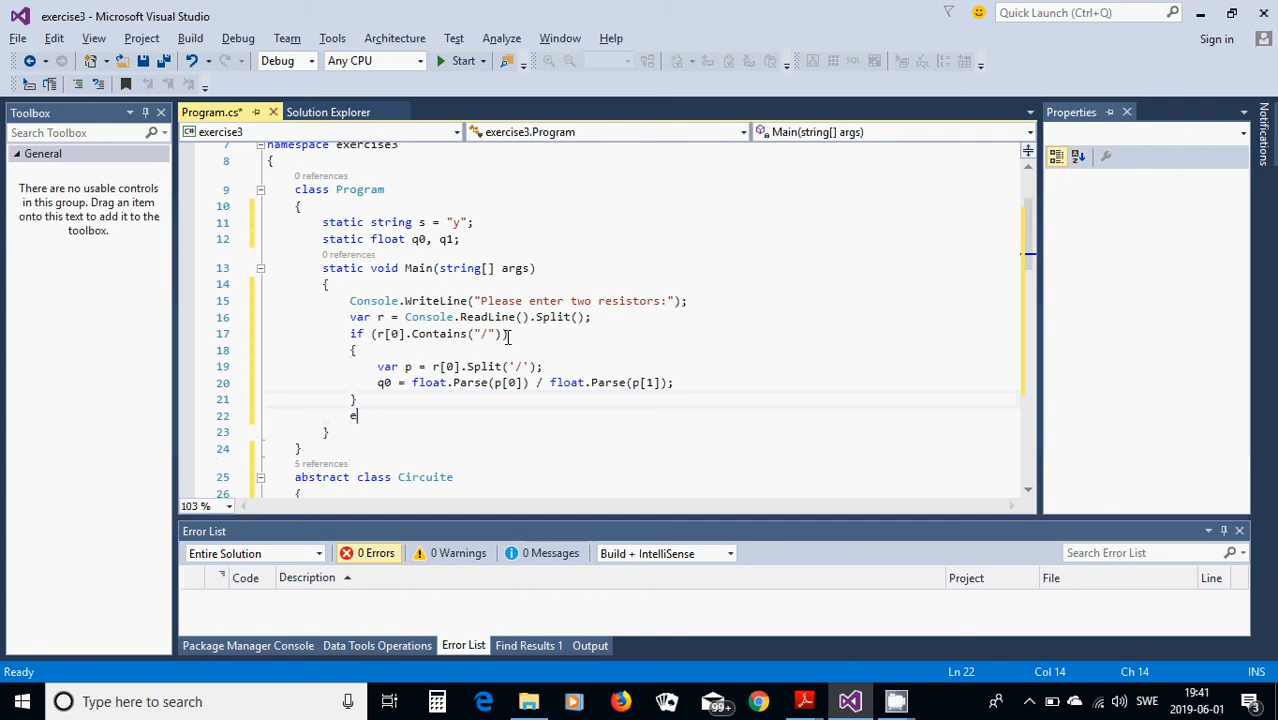 exercise3 - Microsoft Visual Studio
Quick Launch (Ctrl+Q)
File Edit View Project Build Debug Team Tools Architecture Test Analyze Window Help
Sign in
Debug Any CPU Start
Toolbox
Program.cs* Solution Explorer
Properties
Notifications
Search Toolbox
exercise3 exercise3.Program Main(string[] args)
General
There are no usable controls
in this group. Drag an item
onto this text to add it to the
toolbox.
7 namespace exercise3
8 {
0 references
9 class Program
10 {
11 static string s = "y";
12 static float q0, q1;
0 references
13 static void Main(string[] args)
14 {
15 Console.WriteLine("Please enter two resistors:");
16 var r = Console.ReadLine().Split();
17 if (r[0].Contains("/"))
18 {
19 var p = r[0].Split('/');
20 q0 = float.Parse(p[0]) / float.Parse(p[1]);
21 }
22 e
23 }
24 }
5 references
25 abstract class Circuite
26 {
103 %
Error List
Entire Solution 0 Errors 0 Warnings 0 Messages Build + IntelliSense Search Error List
Code Description Project File Line
Package Manager Console Data Tools Operations Error List Find Results 1 Output
Ready Ln 22 Col 14 Ch 14 INS
Type here to search
99+
SWE
19:41
2019-06-01
3